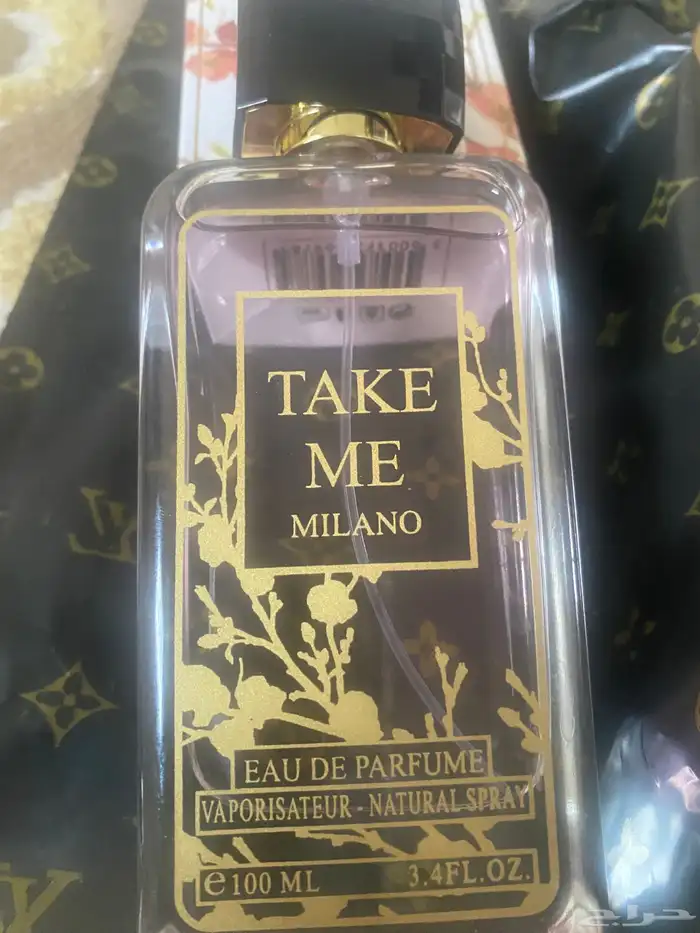 TAKE
ME
MILANO
EAU DE PARFUME
VAPORISATEUR - NATURAL SPRAY
℮ 100 ML 3.4FL.OZ.
حراج